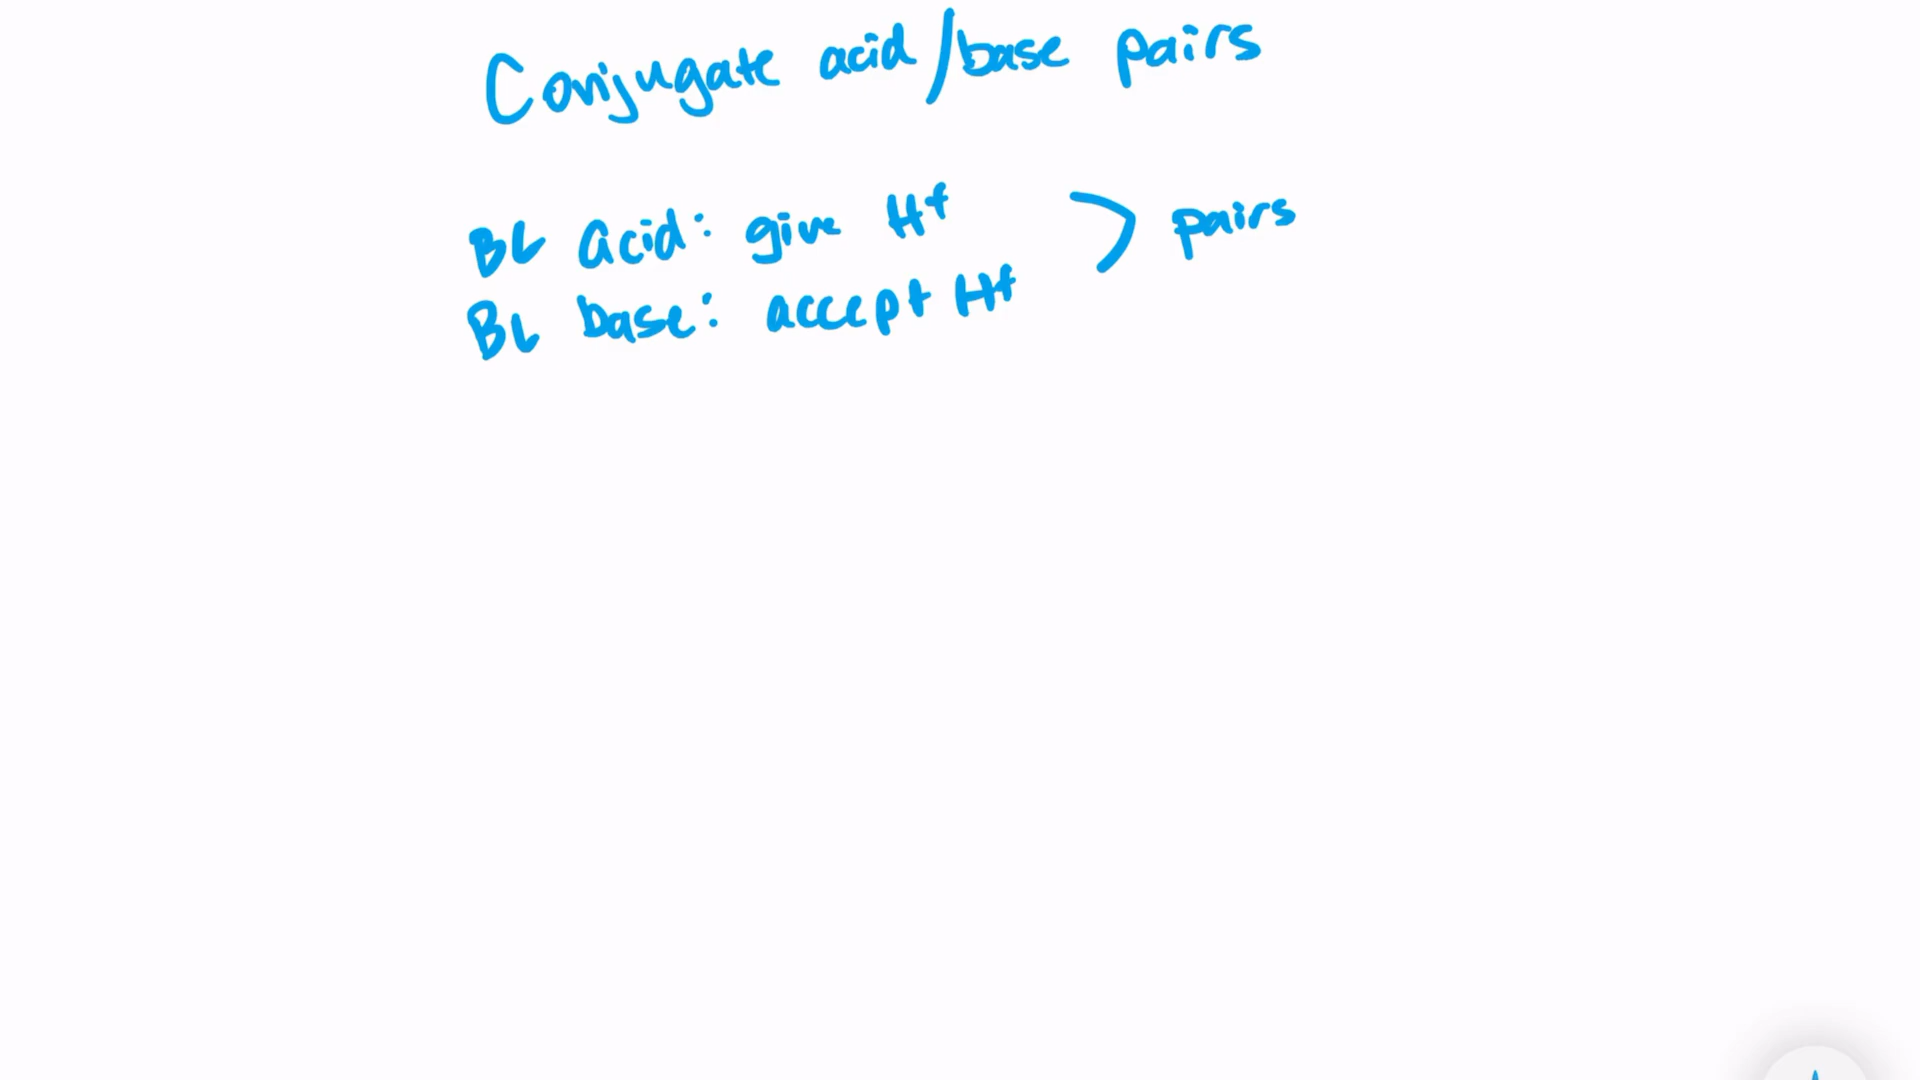 Conjugate acid/base pairs
BL acid: give H+
pairs
BL base: accept H+